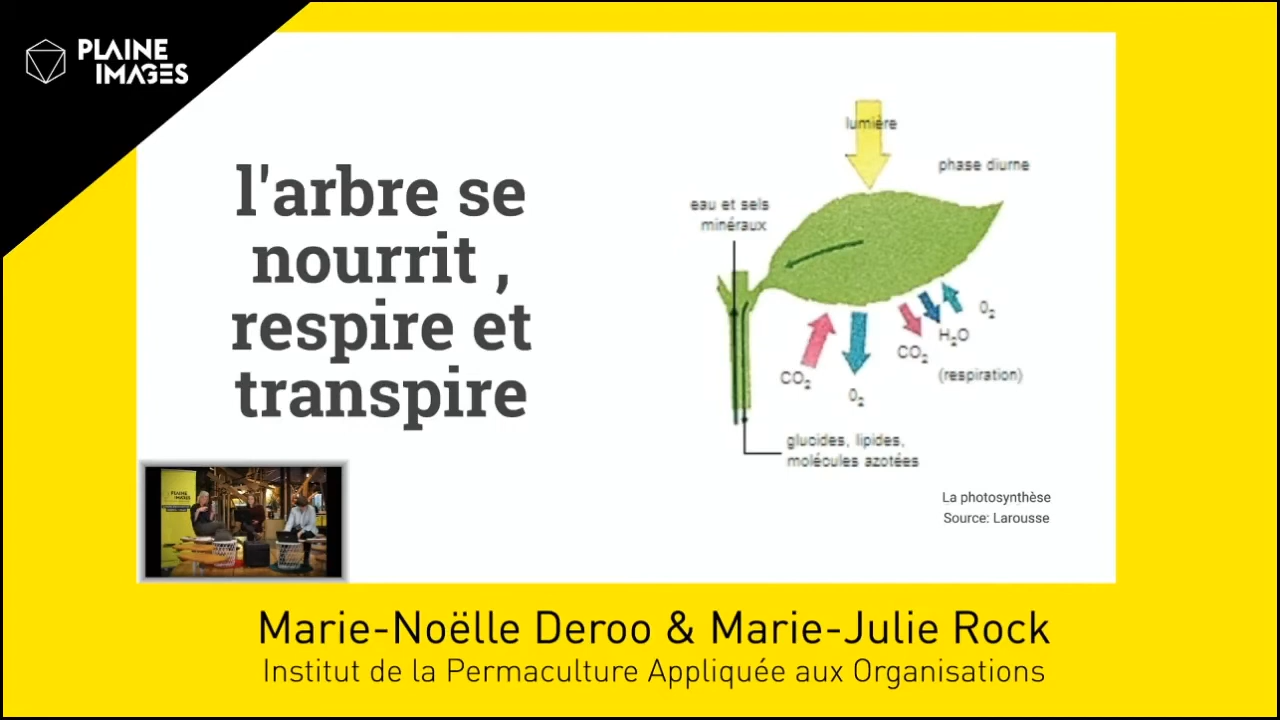 PLAINE
IMAGES
l'arbre se
nourrit ,
respire et
transpire
lumière
phase diurne
eau et sels
minéraux
CO2
O2
CO2
H2O
O2
(respiration)
glucides, lipides,
molécules azotées
La photosynthèse
Source: Larousse
PLAINE
IMAGES
Marie-Noëlle Deroo & Marie-Julie Rock
Institut de la Permaculture Appliquée aux Organisations